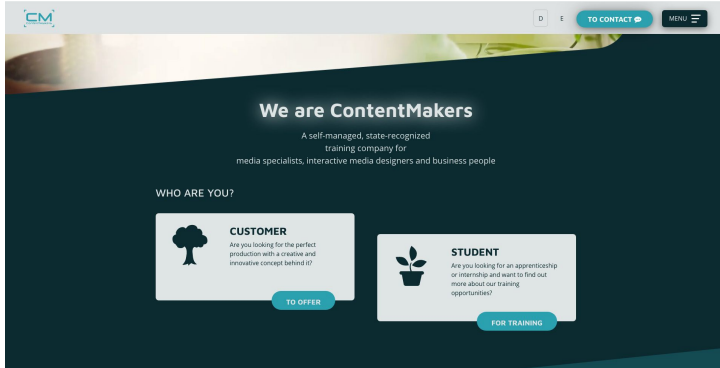 CM
D
E
TO CONTACT
MENU
We are ContentMakers
A self-managed, state-recognized
training company for
media specialists, interactive media designers and business people
WHO ARE YOU?
CUSTOMER
Are you looking for the perfect
production with a creative and
innovative concept behind it?
TO OFFER
STUDENT
Are you looking for an apprenticeship
or internship and want to find out
more about our training
opportunities?
FOR TRAINING